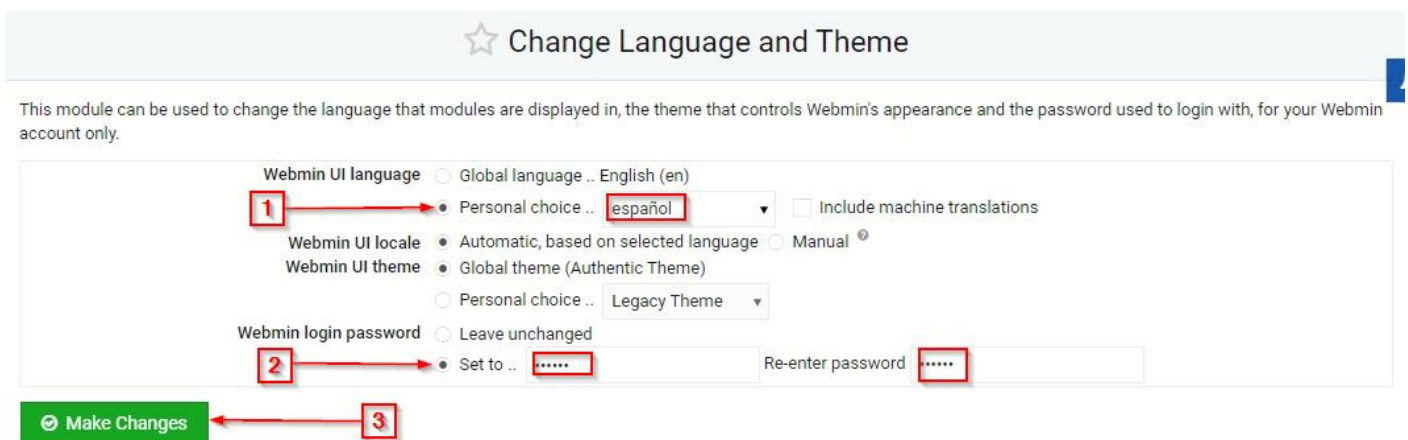 Change Language and Theme
This module can be used to change the language that modules are displayed in, the theme that controls Webmin's appearance and the password used to login with, for your Webmin
account only.
Webmin UI language Global language .. English (en)
1 Personal choice .. español Include machine translations
Webmin UI locale Automatic, based on selected language Manual
Webmin UI theme Global theme (Authentic Theme)
Personal choice .. Legacy Theme
Webmin login password Leave unchanged
2 Set to .. •••••• Re-enter password ••••••
Make Changes 3